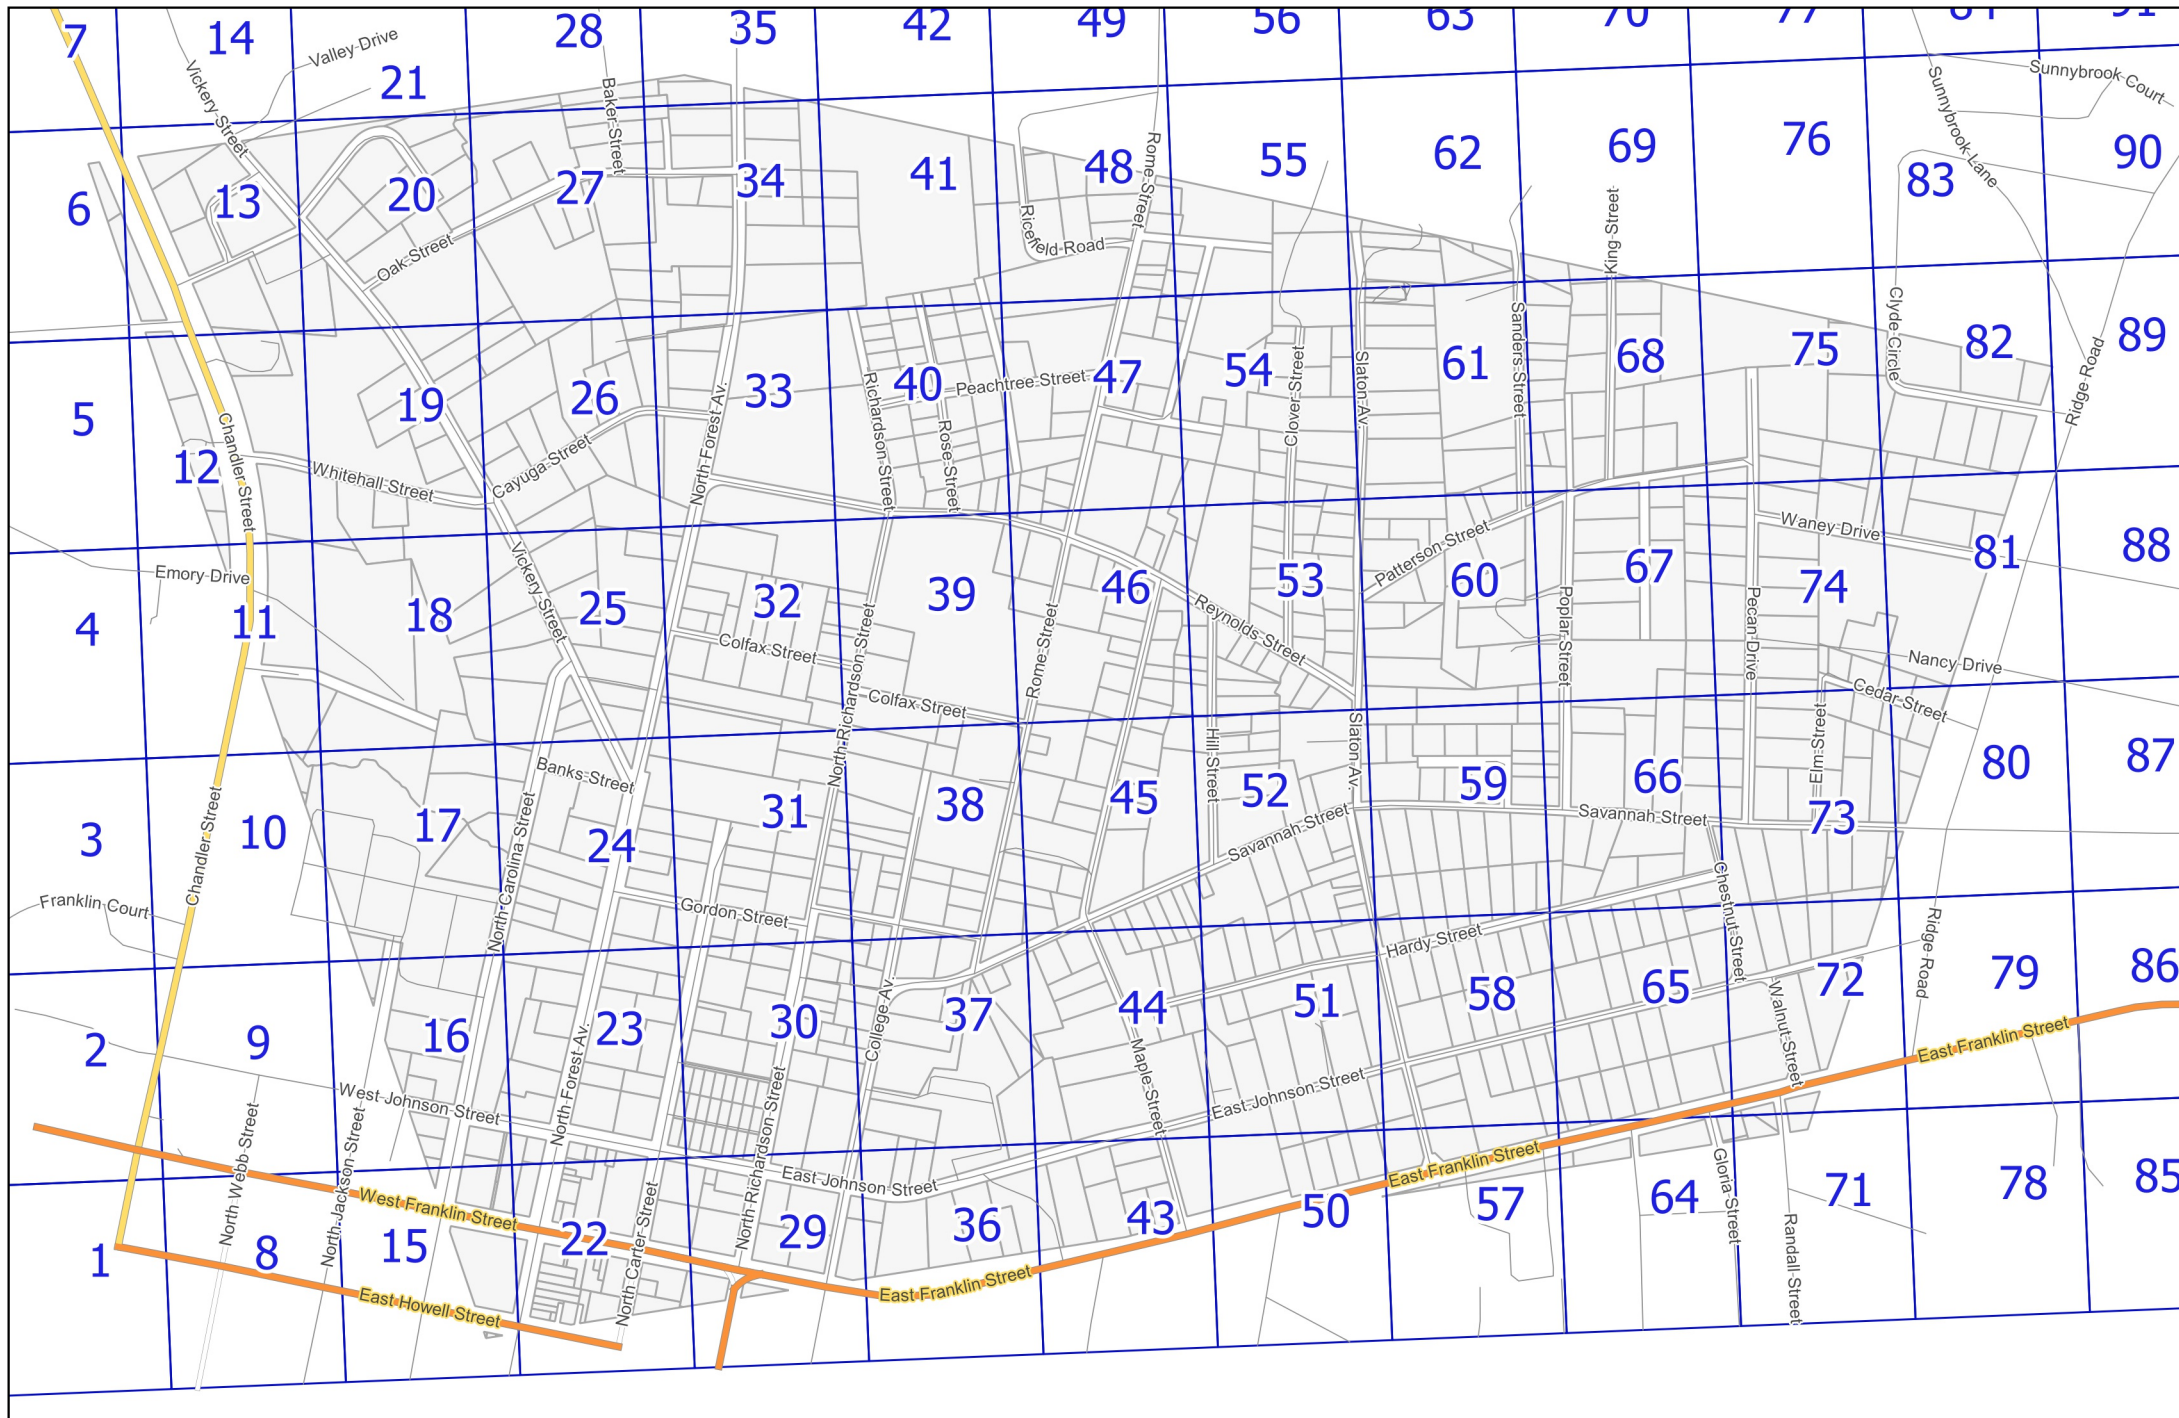 7
14
21
28
35
42
49
56
63
70
77
91
Valley Drive
Vickery Street
Baker Street
Sunnybrook Court
Sunnybrook Lane
6
13
20
27
34
41
48
55
62
69
76
83
90
Rome Street
Oak Street
Ricefield Road
King Street
5
12
19
26
33
40
47
54
61
68
75
82
89
Chandler Street
Whitehall Street
Cayuga Street
North Forest Av.
Richardson Street
Rose Street
Peachtree Street
Clover Street
Slaton Av.
Sanders Street
Clyde Circle
Ridge Road
4
11
18
25
32
39
46
53
60
67
74
81
88
Emory Drive
Vickery Street
Colfax Street
Colfax Street
North Richardson Street
Rome Street
Reynolds Street
Patterson Street
Poplar Street
Pecan Drive
Waney Drive
Nancy Drive
Cedar Street
3
10
17
24
31
38
45
52
59
66
73
80
87
Chandler Street
Franklin Court
Banks Street
North Carolina Street
Gordon Street
Hill Street
Slaton Av.
Savannah Street
Savannah Street
Elm Street
Chestnut Street
2
9
16
23
30
37
44
51
58
65
72
79
86
Hardy Street
Ridge Road
West Johnson Street
North Forest Av.
College Av.
Maple Street
East Johnson Street
Walnut Street
East Franklin Street
1
8
15
22
29
36
43
50
57
64
71
78
85
North Webb Street
North Jackson Street
West Franklin Street
East Howell Street
North Carter Street
North Richardson Street
East Johnson Street
East Franklin Street
East Franklin Street
Gloria Street
Randall Street